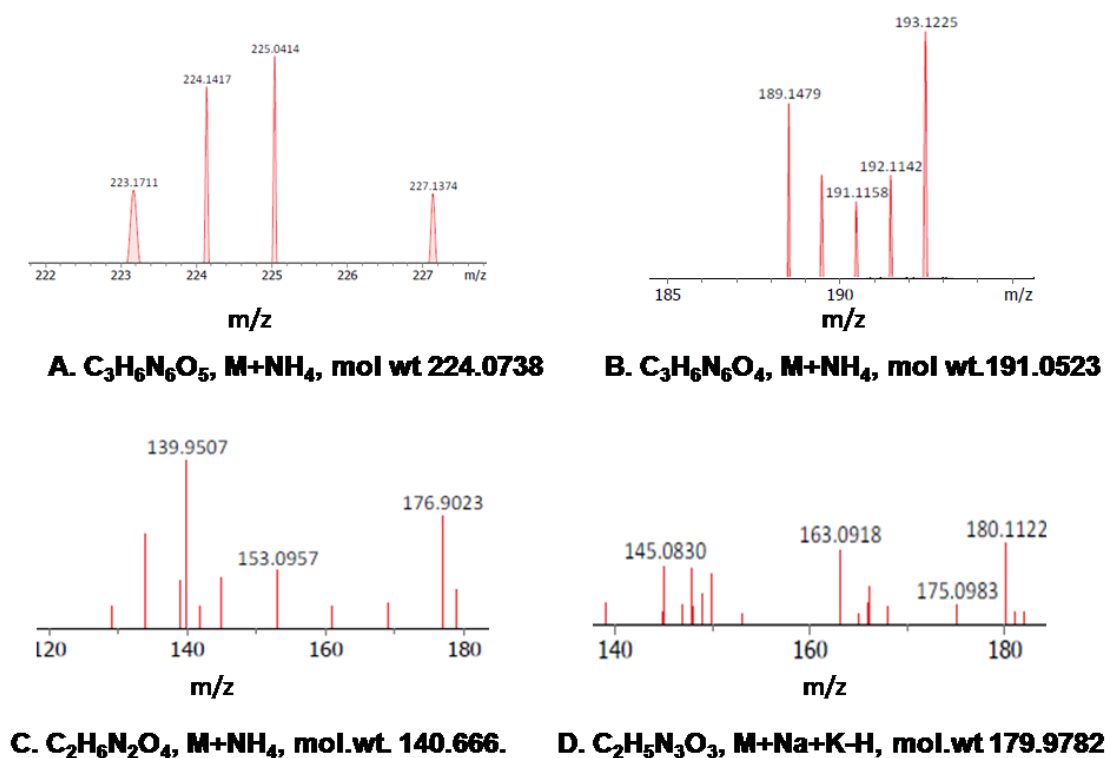 225.0414
224.1417
223.1711
227.1374
222 223 224 225 226 227 m/z
m/z
A. C₃H₆N₆O₅, M+NH₄, mol wt 224.0738
193.1225
189.1479
192.1142
191.1158
185 190 m/z
m/z
B. C₃H₆N₆O₄, M+NH₄, mol wt.191.0523
139.9507
176.9023
153.0957
120 140 160 180
m/z
C. C₂H₆N₂O₄, M+NH₄, mol.wt. 140.666.
180.1122
163.0918
145.0830
175.0983
140 160 180
m/z
D. C₂H₅N₃O₃, M+Na+K-H, mol.wt 179.9782